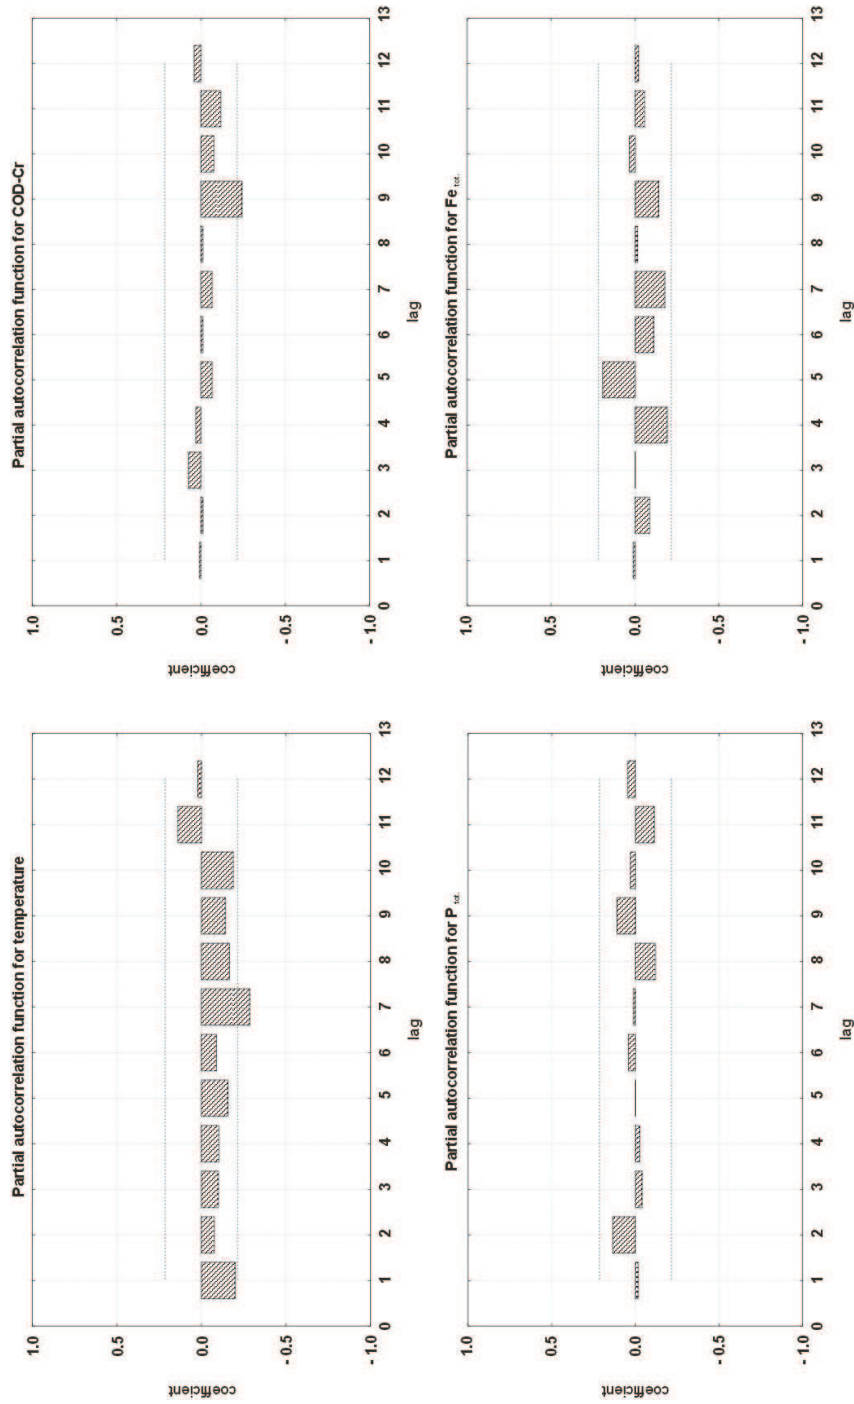 Partial autocorrelation function for temperature
1.0
0.5
0.0
- 0.5
- 1.0
coefficient
0 1 2 3 4 5 6 7 8 9 10 11 12 13
lag
Partial autocorrelation function for COD-Cr
1.0
0.5
0.0
- 0.5
- 1.0
coefficient
0 1 2 3 4 5 6 7 8 9 10 11 12 13
lag
Partial autocorrelation function for P tot.
1.0
0.5
0.0
- 0.5
- 1.0
coefficient
0 1 2 3 4 5 6 7 8 9 10 11 12 13
lag
Partial autocorrelation function for Fe tot.
1.0
0.5
0.0
- 0.5
- 1.0
coefficient
0 1 2 3 4 5 6 7 8 9 10 11 12 13
lag